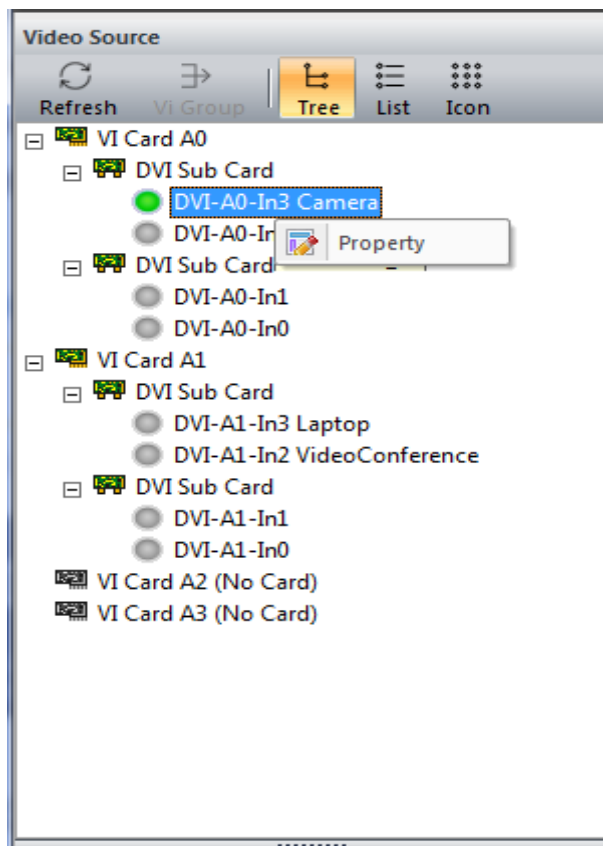 Video Source
Refresh Vi Group Tree List Icon
VI Card A0
DVI Sub Card
DVI-A0-In3 Camera
DVI-A0-In
Property
DVI Sub Card
DVI-A0-In1
DVI-A0-In0
VI Card A1
DVI Sub Card
DVI-A1-In3 Laptop
DVI-A1-In2 VideoConference
DVI Sub Card
DVI-A1-In1
DVI-A1-In0
VI Card A2 (No Card)
VI Card A3 (No Card)